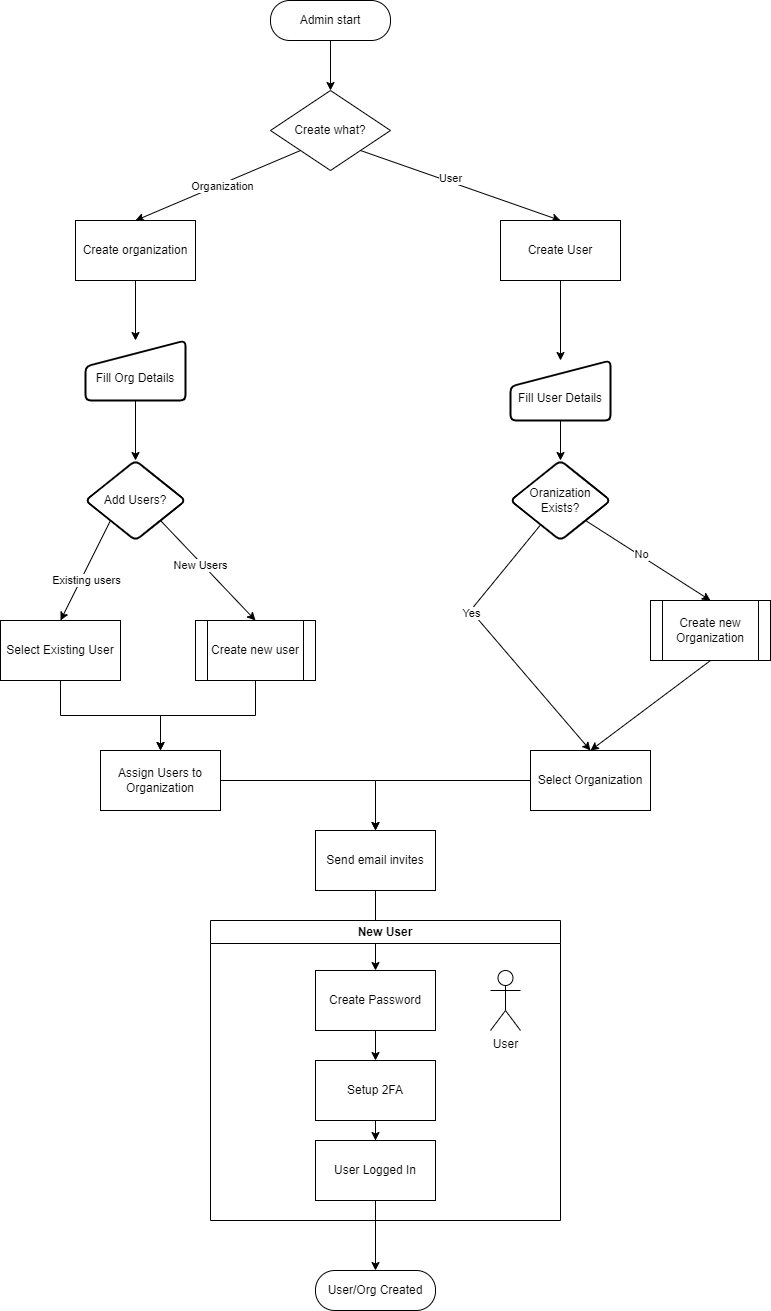 Admin start
Create what?
Organization
User
Create organization
Create User
Fill Org Details
Fill User Details
Add Users?
Oranization
Exists?
Existing users
New Users
Yes
No
Select Existing User
Create new user
Create new
Organization
Assign Users to
Organization
Select Organization
Send email invites
New User
Create Password
User
Setup 2FA
User Logged In
User/Org Created